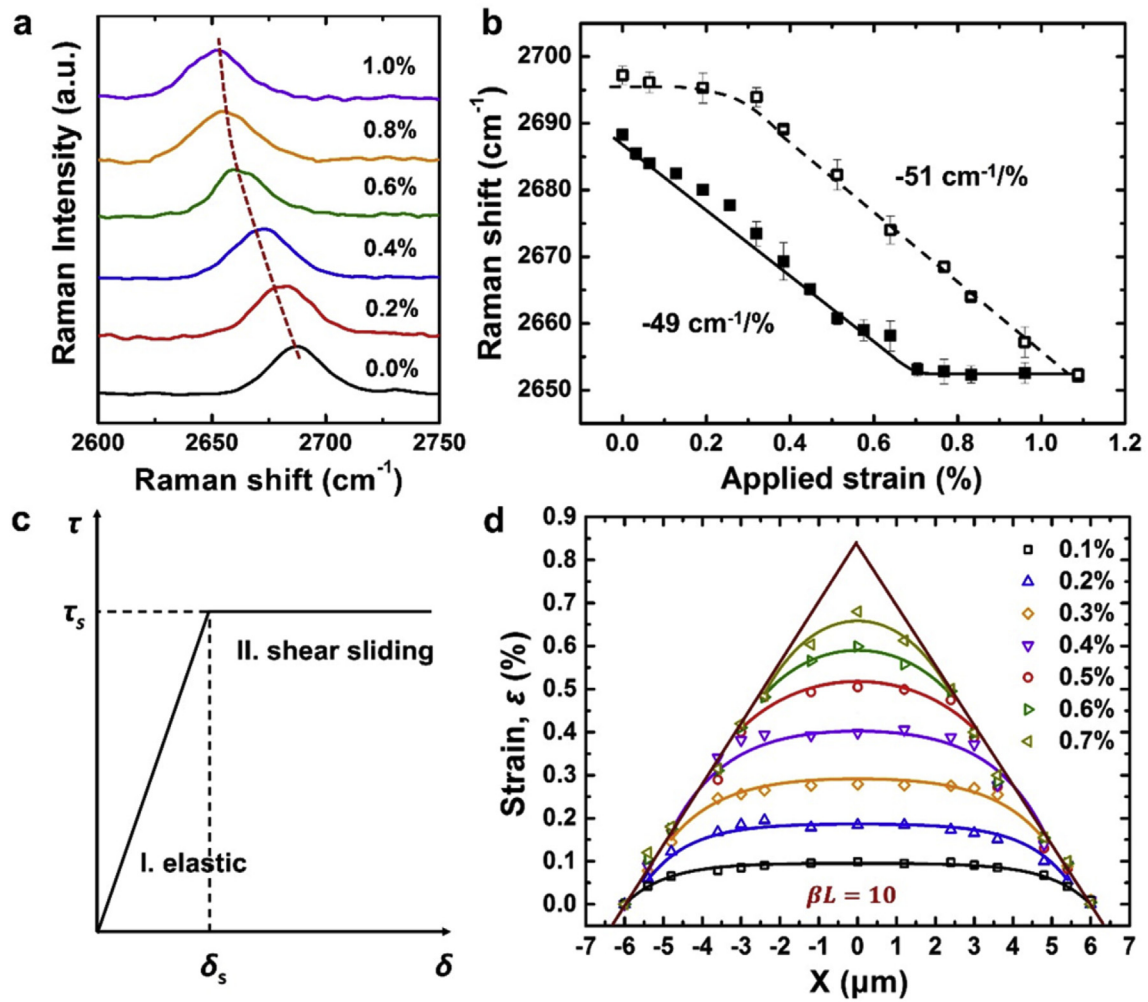 a
Raman Intensity (a.u.)
1.0%
0.8%
0.6%
0.4%
0.2%
0.0%
2600 2650 2700 2750
Raman shift (cm⁻¹)
b
Raman shift (cm⁻¹)
2700
2690
2680
2670
2660
2650
-51 cm⁻¹/%
-49 cm⁻¹/%
0.0 0.2 0.4 0.6 0.8 1.0 1.2
Applied strain (%)
c
τ
τₛ
II. shear sliding
I. elastic
δₛ
δ
d
Strain, ε (%)
0.9
0.8
0.7
0.6
0.5
0.4
0.3
0.2
0.1
0.0
0.1%
0.2%
0.3%
0.4%
0.5%
0.6%
0.7%
βL = 10
-7 -6 -5 -4 -3 -2 -1 0 1 2 3 4 5 6 7
X (μm)